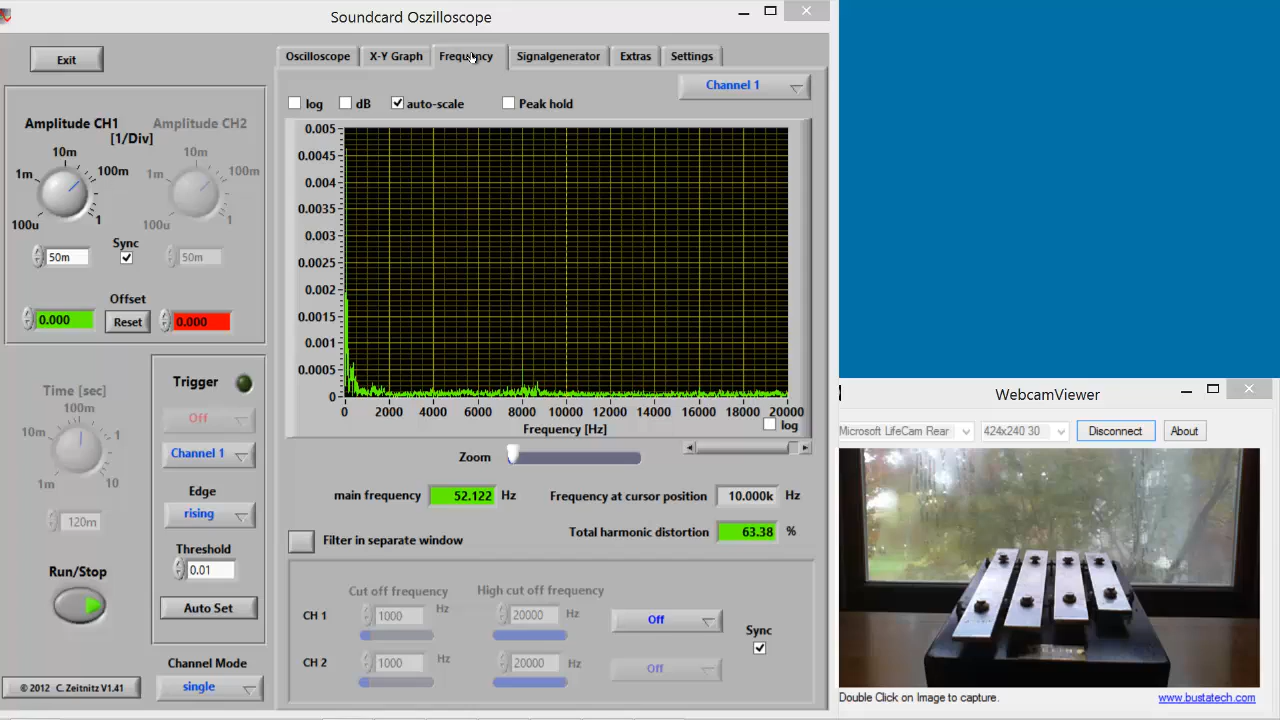 Soundcard Oszilloscope
Exit
Oscilloscope X-Y Graph Frequency Signalgenerator Extras Settings
Channel 1
log dB auto-scale Peak hold
Amplitude CH1 Amplitude CH2
[1/Div]
10m 10m
1m 100m 1m 100m
100u 1 100u 1
Sync
50m 50m
Offset
0.000 Reset 0.000
0.005
0.0045
0.004
0.0035
0.003
0.0025
0.002
0.0015
0.001
0.0005
0
0 2000 4000 6000 8000 10000 12000 14000 16000 18000 20000
Frequency [Hz] log
Zoom
main frequency 52.122 Hz Frequency at cursor position 10.000k Hz
Total harmonic distortion 63.38 %
Filter in separate window
Time [sec]
100m
10m 1
1m 10
120m
Run/Stop
Trigger
Off
Channel 1
Edge
rising
Threshold
0.01
Auto Set
Channel Mode
© 2012 C. Zeitnitz V1.41 single
Cut off frequency High cut off frequency
CH 1 1000 Hz 20000 Hz Off
Sync
CH 2 1000 Hz 20000 Hz Off
WebcamViewer
Microsoft LifeCam Rear 424x240 30 Disconnect About
Double Click on Image to capture. www.bustatech.com